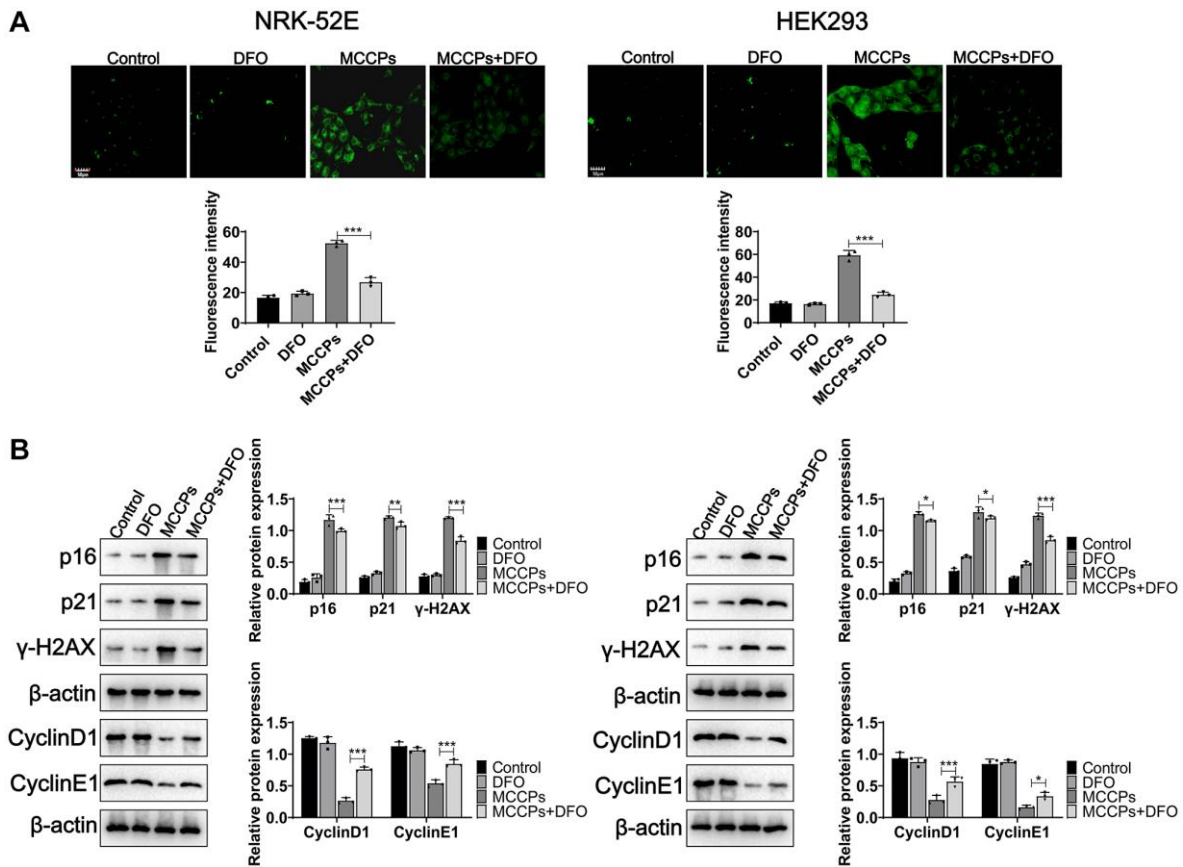 A
NRK-52E
HEK293
Control DFO MCCPs MCCPs+DFO
Control DFO MCCPs MCCPs+DFO
Fluorescence intensity
60
40
20
0
***
Control
DFO
MCCPs
MCCPs+DFO
Fluorescence intensity
80
60
40
20
0
***
Control
DFO
MCCPs
MCCPs+DFO
B
Control
DFO
MCCPs
MCCPs+DFO
p16
p21
γ-H2AX
β-actin
CyclinD1
CyclinE1
β-actin
Relative protein expression
1.5
1.0
0.5
0.0
*** ** ***
p16 p21 γ-H2AX
Control
DFO
MCCPs
MCCPs+DFO
Relative protein expression
1.5
1.0
0.5
0.0
*** ***
CyclinD1 CyclinE1
Control
DFO
MCCPs
MCCPs+DFO
Control
DFO
MCCPs
MCCPs+DFO
p16
p21
γ-H2AX
β-actin
CyclinD1
CyclinE1
β-actin
Relative protein expression
1.5
1.0
0.5
0.0
* * ***
p16 p21 γ-H2AX
Control
DFO
MCCPs
MCCPs+DFO
Relative protein expression
1.5
1.0
0.5
0.0
*** *
CyclinD1 CyclinE1
Control
DFO
MCCPs
MCCPs+DFO